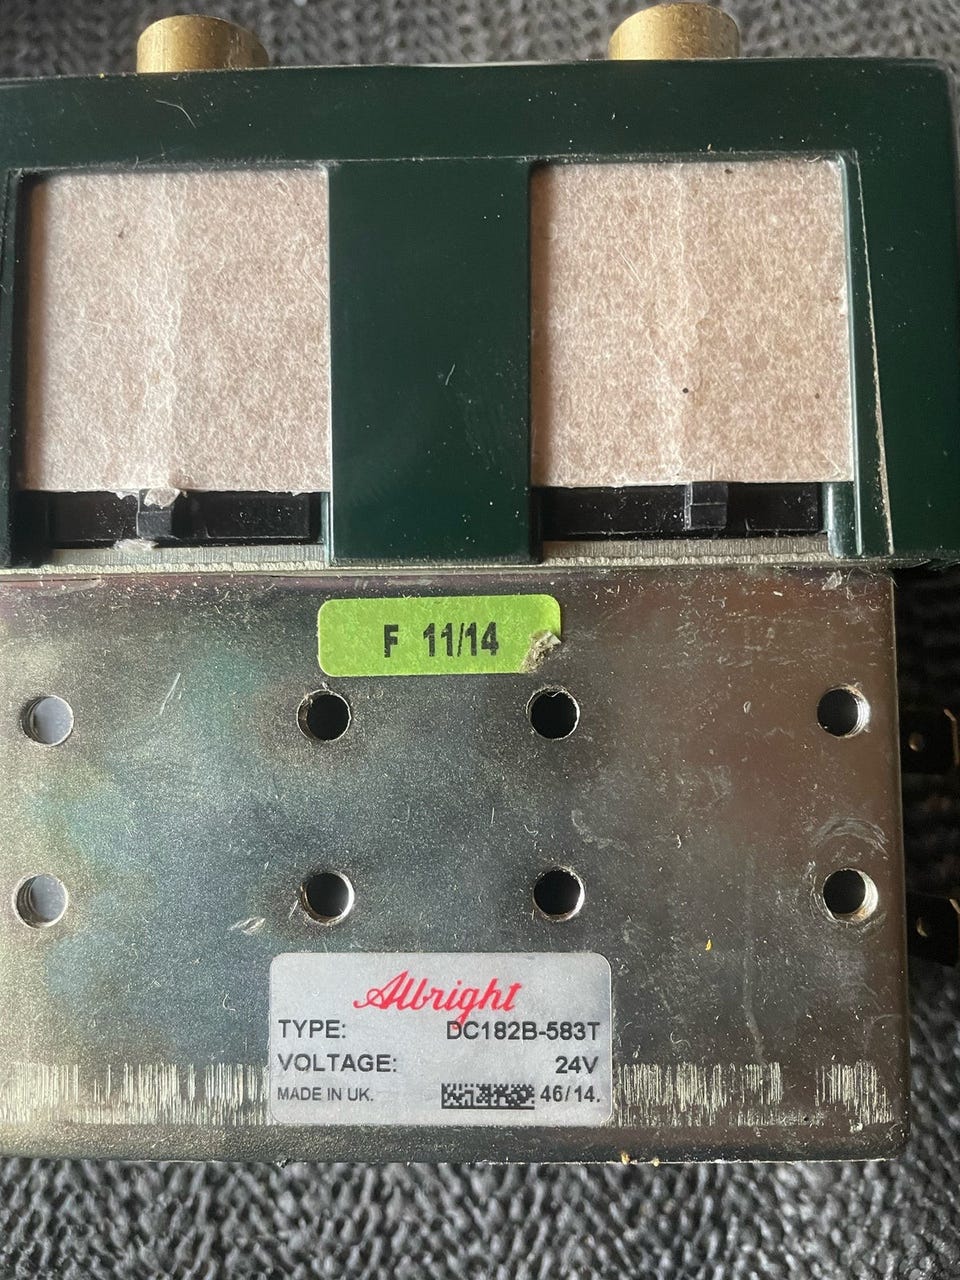 F 11/14
Albright
TYPE: DC182B-583T
VOLTAGE: 24V
MADE IN UK. 46/14.